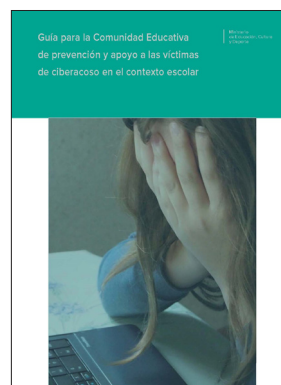 Guía para la Comunidad Educativa
de prevención y apoyo a las víctimas
de ciberacoso en el contexto escolar